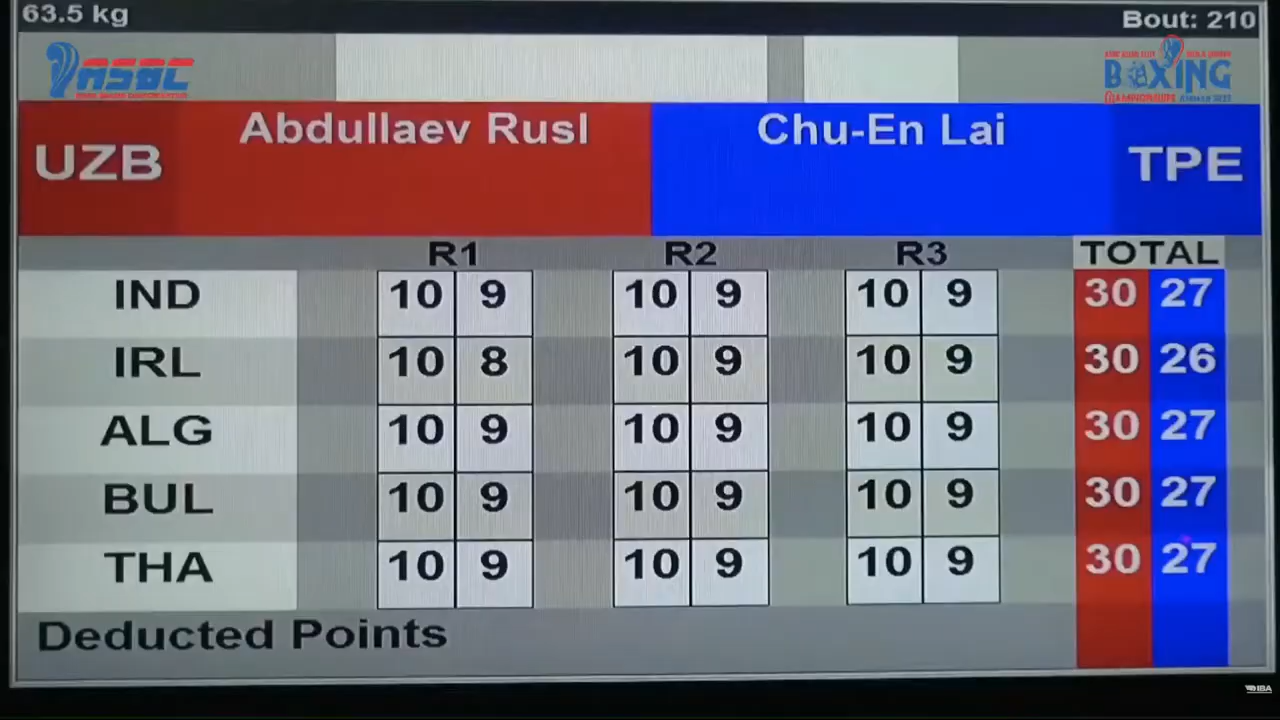 63.5 kg Bout: 210
ASBC
BOXING
Abdullaev Rusl Chu-En Lai
UZB TPE
R1 R2 R3 TOTAL
IND 10 9 10 9 10 9 30 27
IRL 10 8 10 9 10 9 30 26
ALG 10 9 10 9 10 9 30 27
BUL 10 9 10 9 10 9 30 27
THA 10 9 10 9 10 9 30 27
Deducted Points
IBA